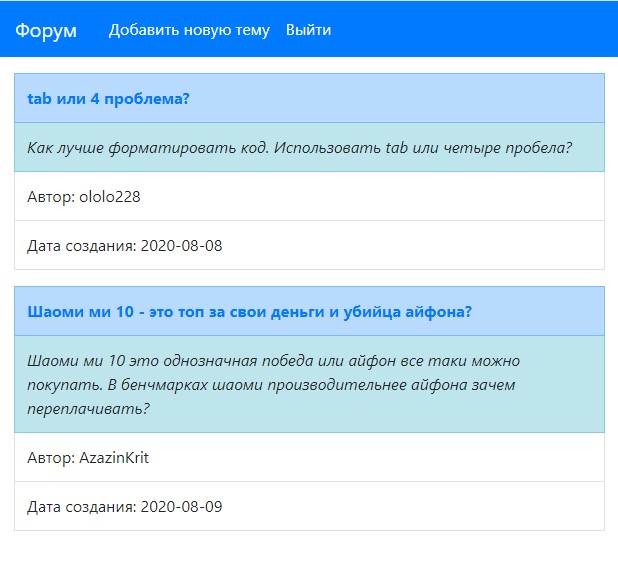 Форум Добавить новую тему Выйти
tab или 4 проблема?
Как лучше форматировать код. Использовать tab или четыре пробела?
Автор: ololo228
Дата создания: 2020-08-08
Шаоми ми 10 - это топ за свои деньги и убийца айфона?
Шаоми ми 10 это однозначная победа или айфон все таки можно
покупать. В бенчмарках шаоми производительнее айфона зачем
переплачивать?
Автор: AzazinKrit
Дата создания: 2020-08-09